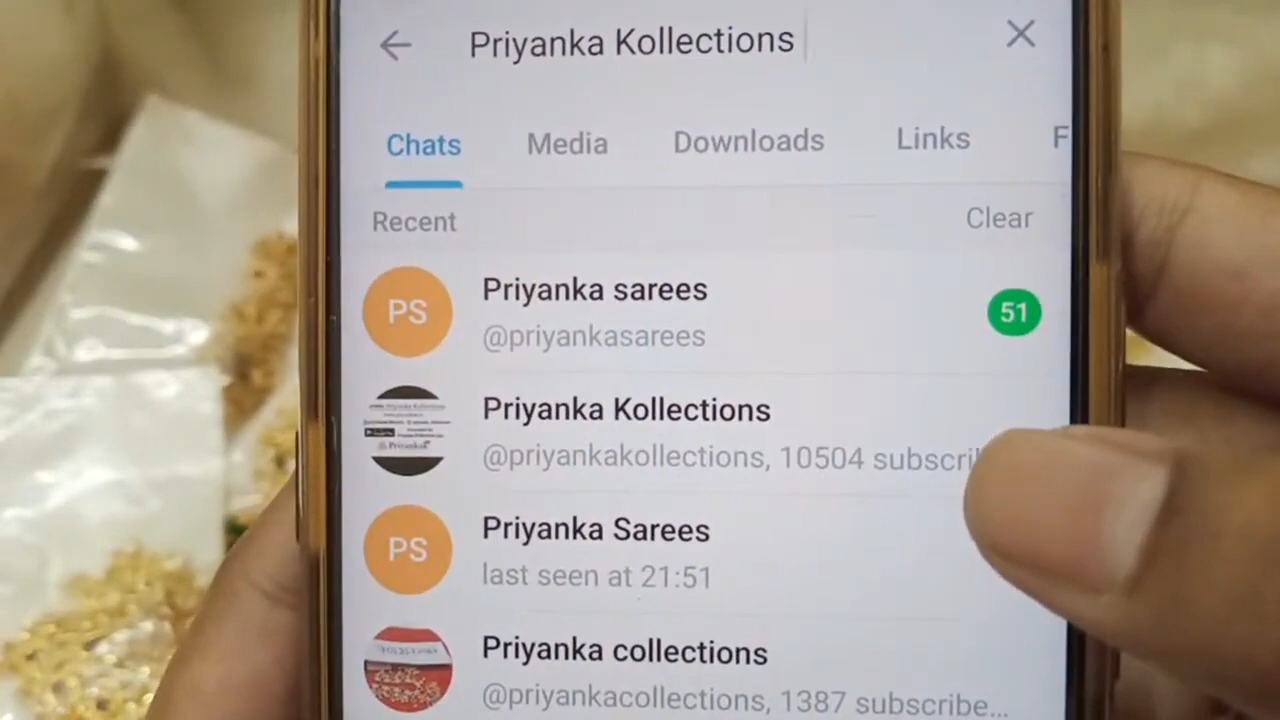 Priyanka Kollections
Chats Media Downloads Links F
Recent Clear
PS Priyanka sarees 51
@priyankasarees
Priyanka Kollections
@priyankakollections, 10504 subscri
PS Priyanka Sarees
last seen at 21:51
Priyanka collections
@priyankacollections, 1387 subscribe...